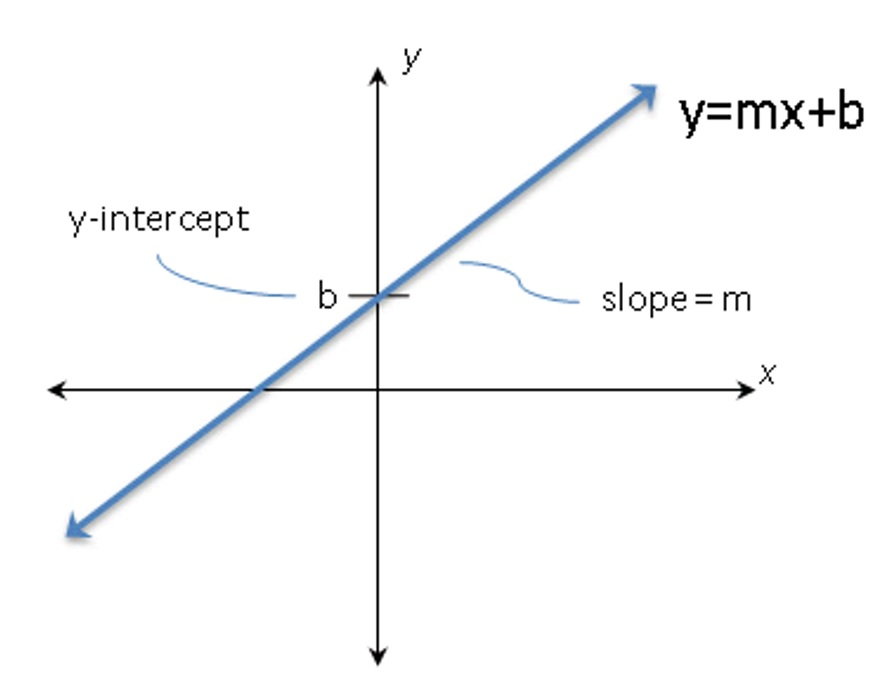 y
y=mx+b
y-intercept
b
slope = m
x